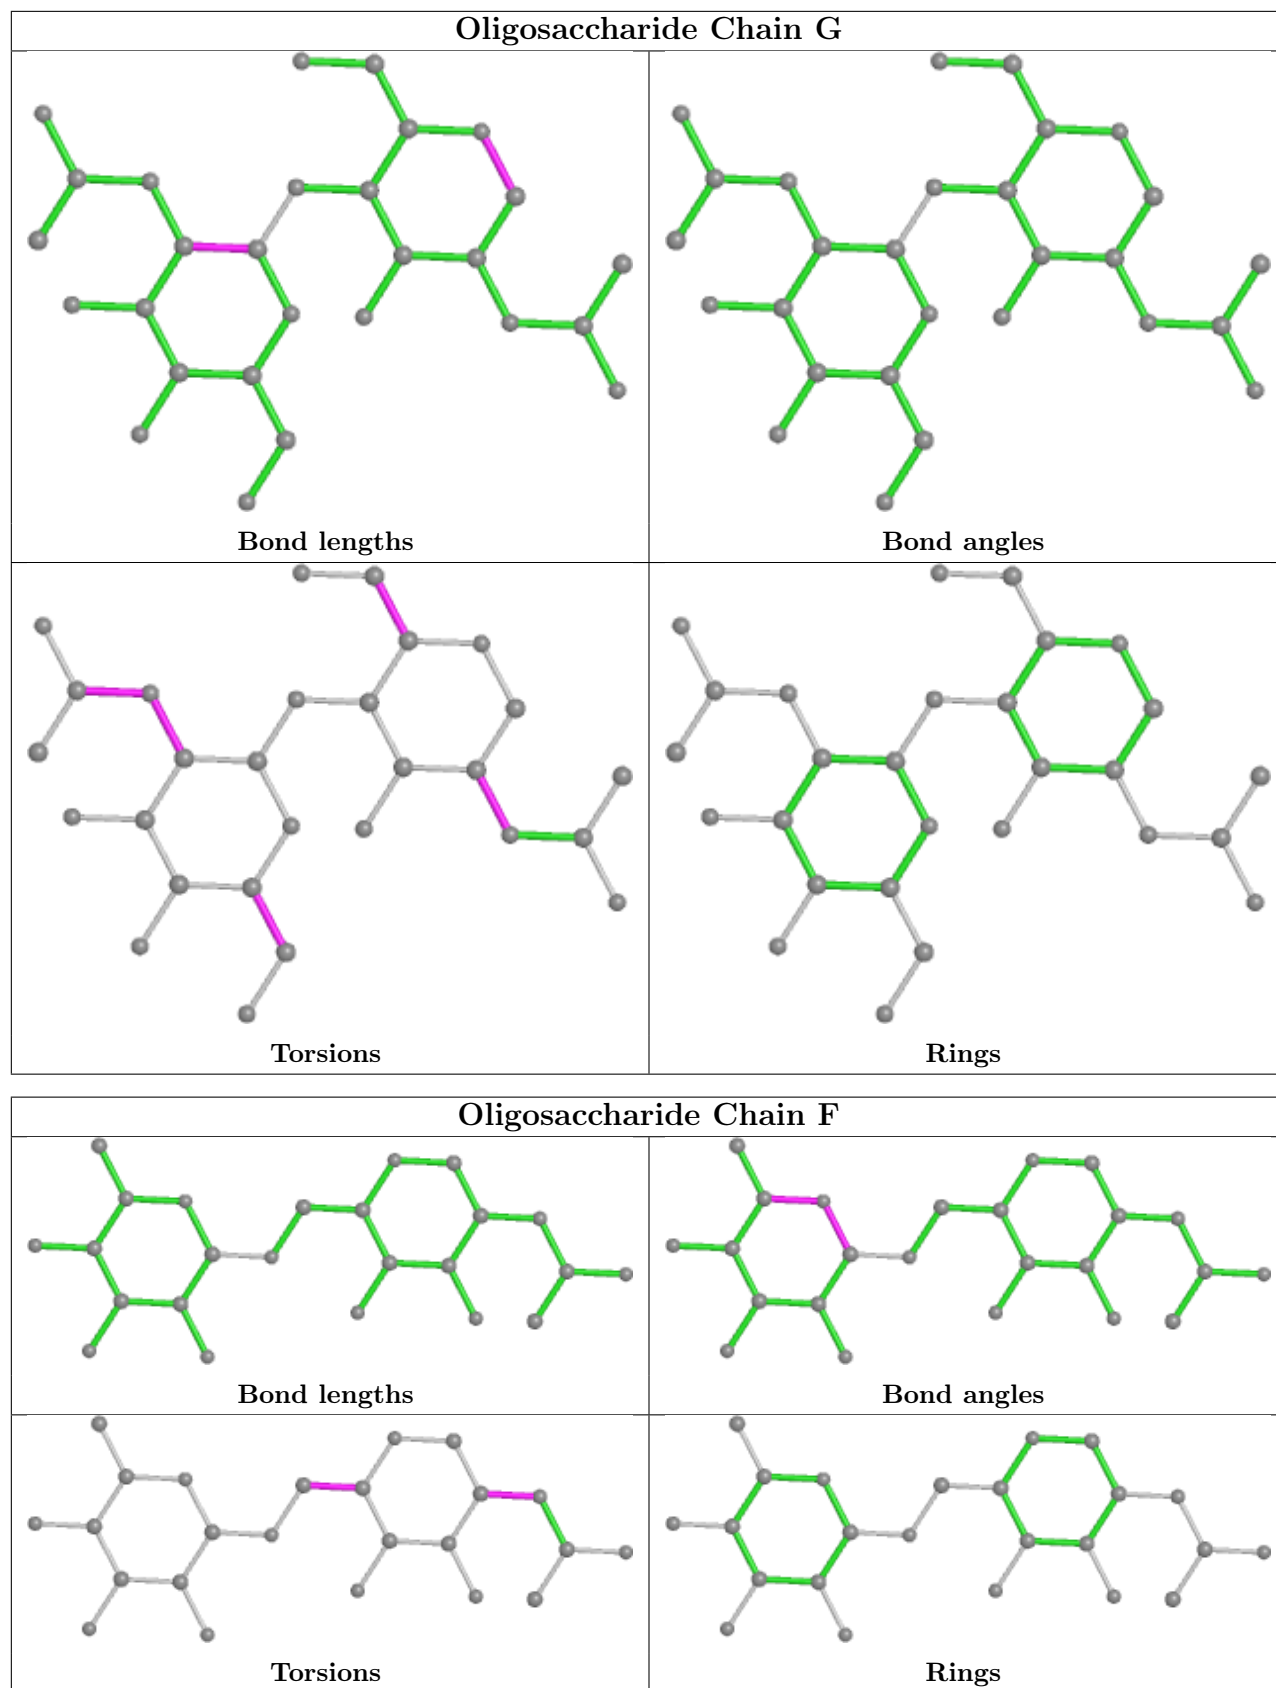 Oligosaccharide Chain G
Bond lengths
Bond angles
Torsions
Rings
Oligosaccharide Chain F
Bond lengths
Bond angles
Torsions
Rings